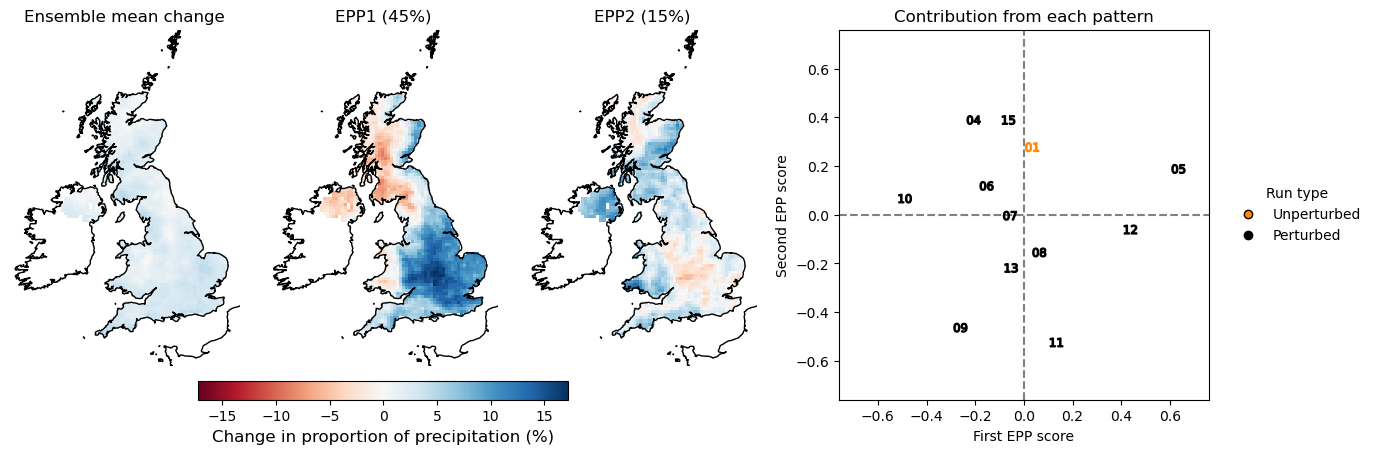 Ensemble mean change
EPP1 (45%)
EPP2 (15%)
Contribution from each pattern
Second EPP score
0.6
0.4
0.2
0.0
−0.2
−0.4
−0.6
04
15
01
05
06
10
07
12
08
13
09
11
−0.6 −0.4 −0.2 0.0 0.2 0.4 0.6
First EPP score
Run type
Unperturbed
Perturbed
−15 −10 −5 0 5 10 15
Change in proportion of precipitation (%)